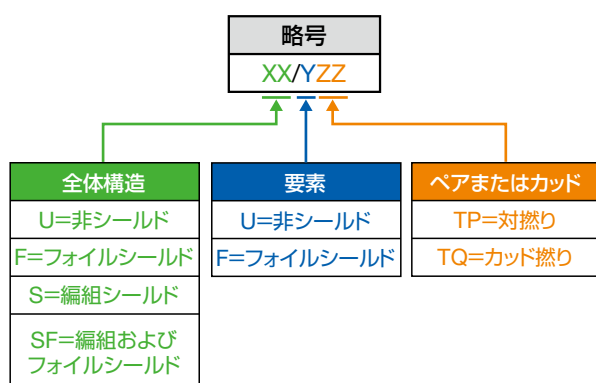 略号
XX/YZZ
全体構造
U=非シールド
F=フォイルシールド
S=編組シールド
SF=編組および
フォイルシールド
要素
U=非シールド
F=フォイルシールド
ペアまたはカッド
TP=対撚り
TQ=カッド撚り